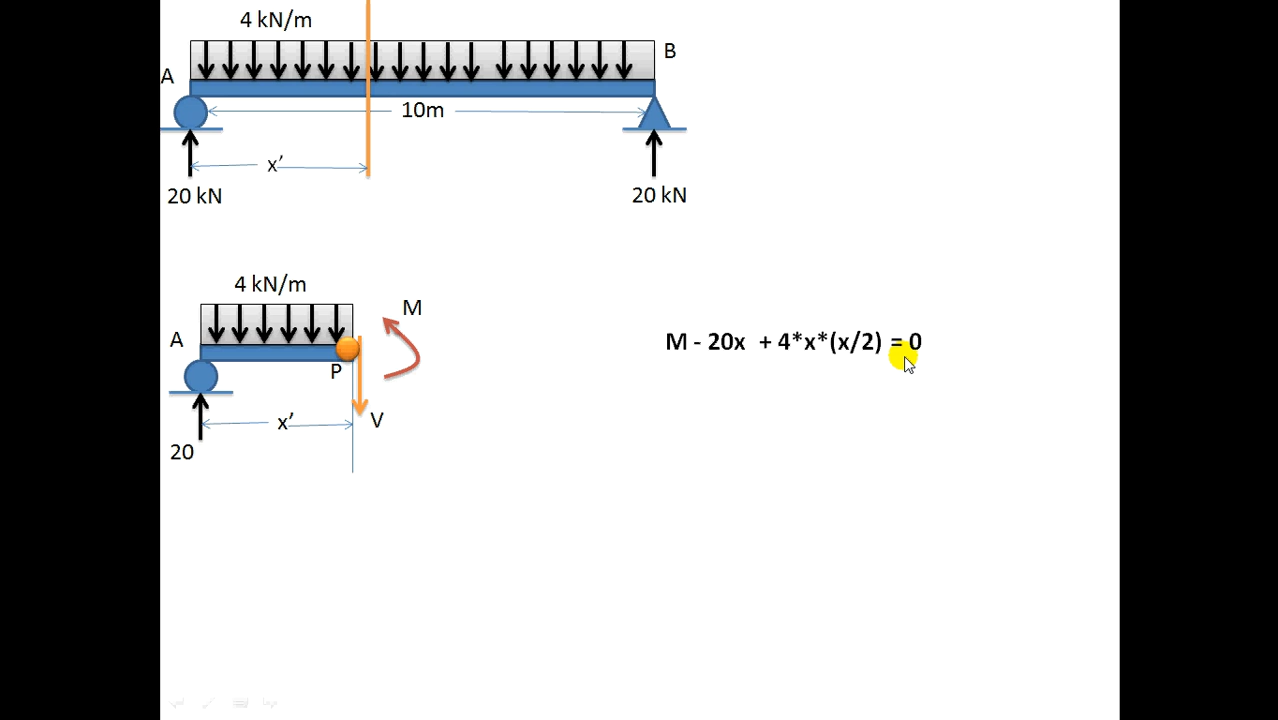 4 kN/m
A
B
10m
x’
20 kN
20 kN
4 kN/m
M
A
M - 20x + 4*x*(x/2) = 0
P
x’
V
20